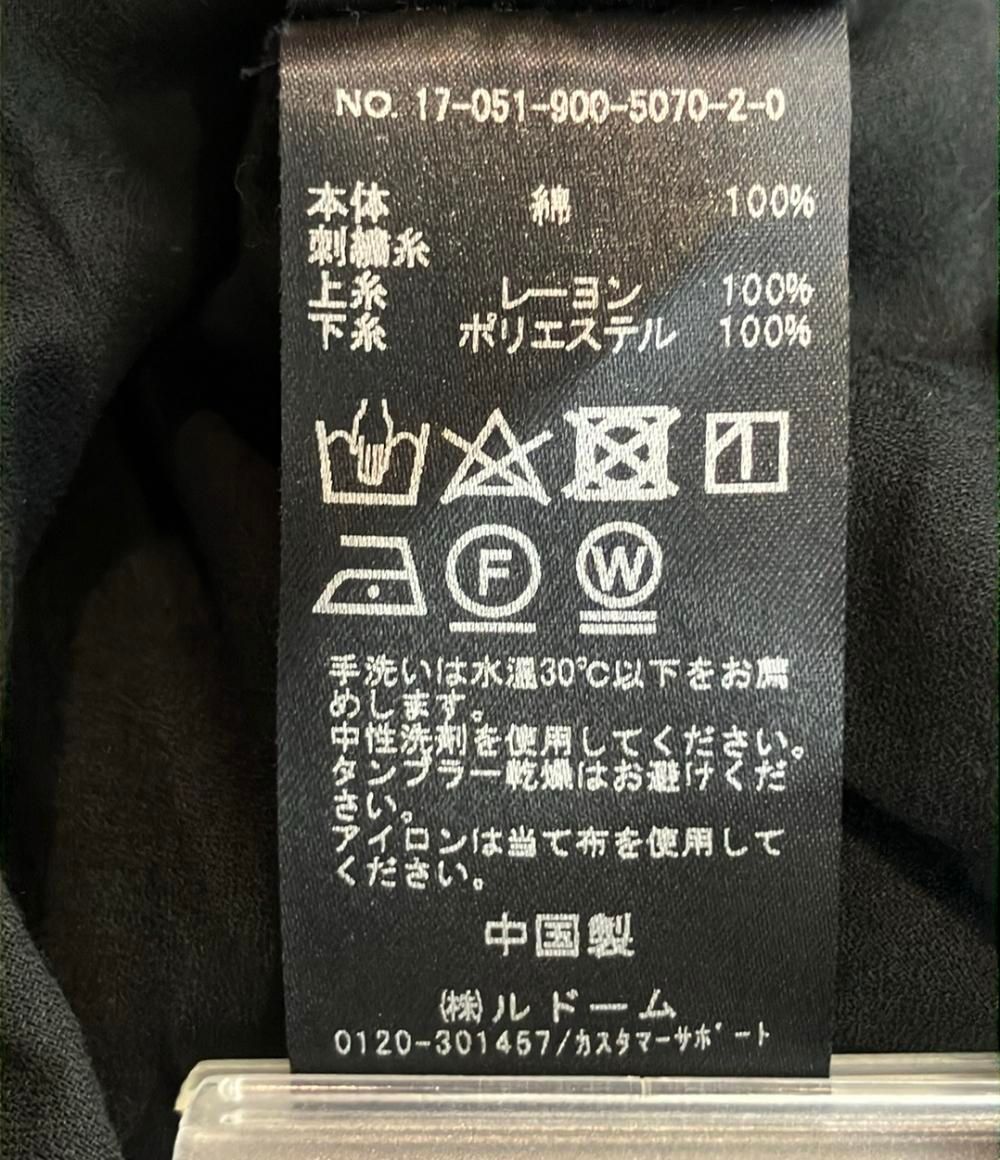 NO. 17-051-900-5070-2-0
本体 綿 100%
刺繍糸
上糸 レーヨン 100%
下糸 ポリエステル 100%
F W
手洗いは水温30℃以下をお薦
めします。
中性洗剤を使用してください。
タンブラー乾燥はお避けくだ
さい。
アイロンは当て布を使用して
ください。
中国製
㈱ルドーム
0120-301457/カスタマーサポート